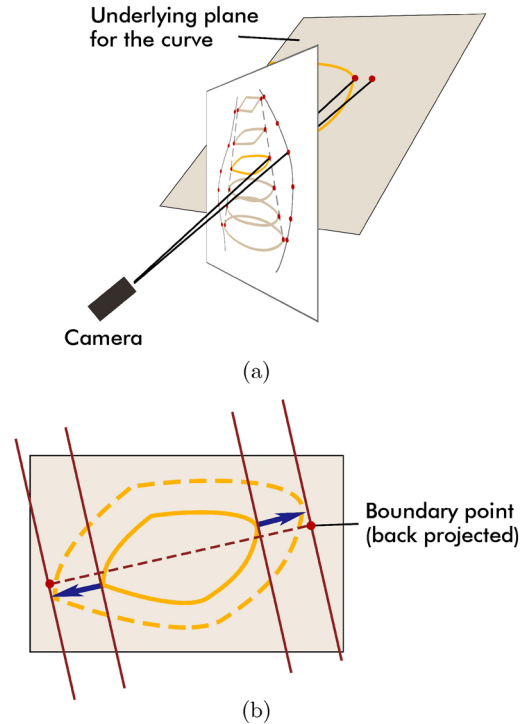 Underlying plane
for the curve
Camera
(a)
Boundary point
(back projected)
(b)